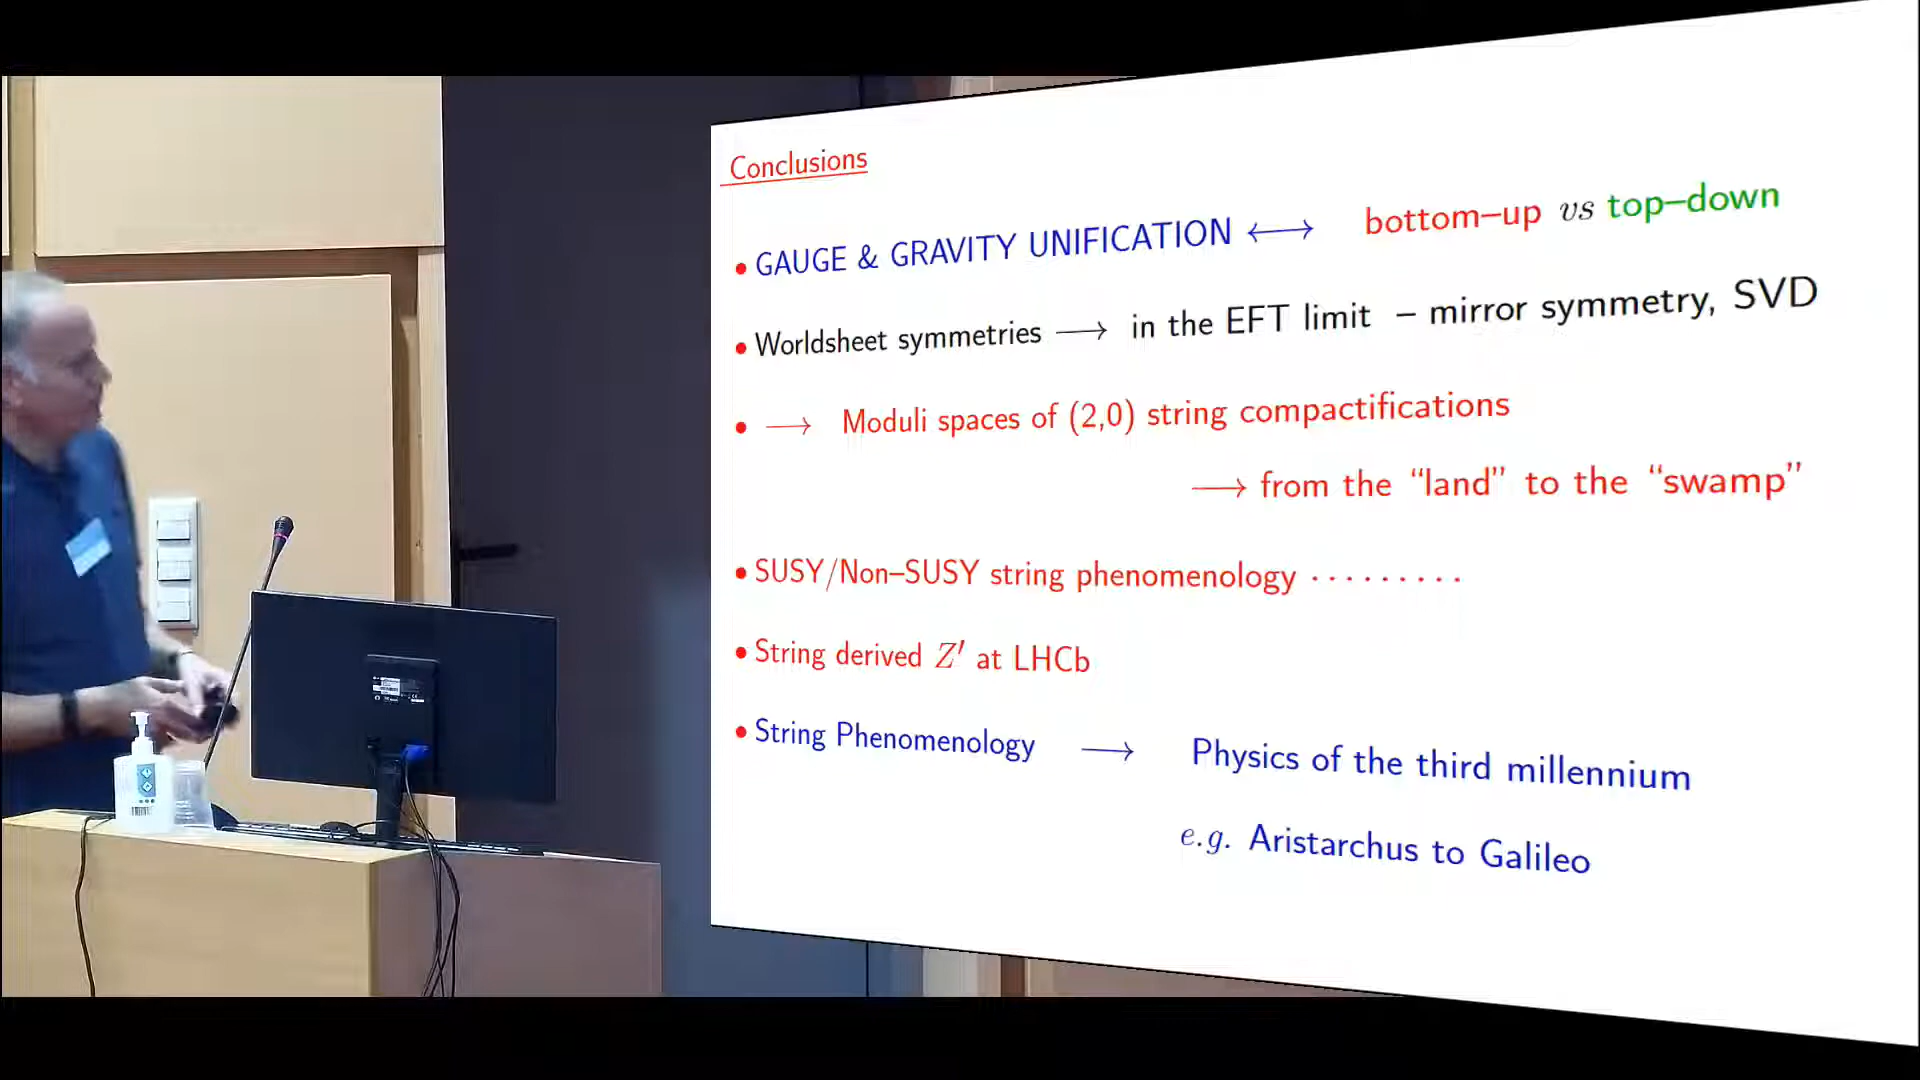 Conclusions
• GAUGE & GRAVITY UNIFICATION ⟷ bottom–up vs top–down
• Worldsheet symmetries ⟶ in the EFT limit – mirror symmetry, SVD
• ⟶ Moduli spaces of (2,0) string compactifications
⟶ from the “land” to the “swamp”
• SUSY/Non–SUSY string phenomenology ·········
• String derived Z′ at LHCb
• String Phenomenology ⟶ Physics of the third millennium
e.g. Aristarchus to Galileo